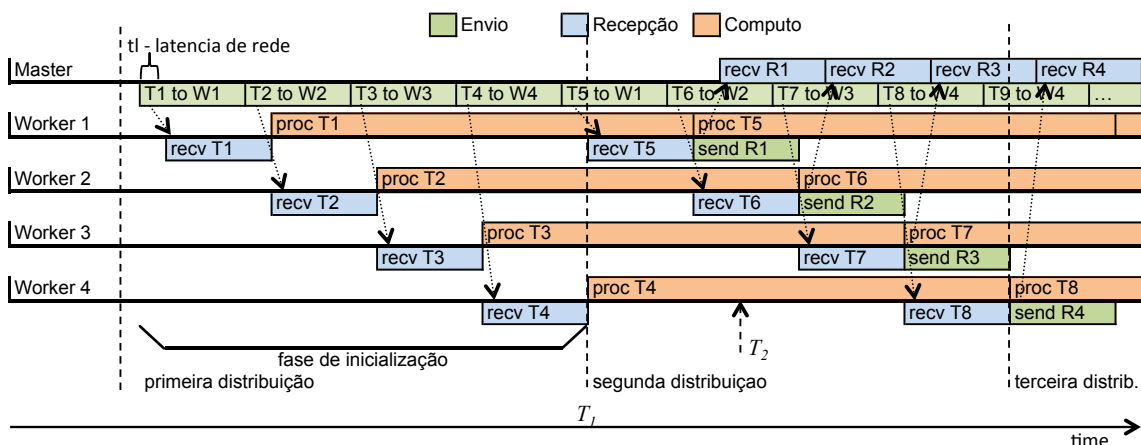 Envio Recepção Computo
tl - latencia de rede
Master
recv R1 recv R2 recv R3 recv R4
T1 to W1 T2 to W2 T3 to W3 T4 to W4 T5 to W1 T6 to W2 T7 to W3 T8 to W4 T9 to W4 ...
Worker 1
proc T1 proc T5
recv T1 recv T5 send R1
Worker 2
proc T2 proc T6
recv T2 recv T6 send R2
Worker 3
proc T3 proc T7
recv T3 recv T7 send R3
Worker 4
proc T4 proc T8
recv T4 recv T8 send R4
fase de inicialização
T2
primeira distribuição segunda distribuiçao terceira distrib.
T1
time